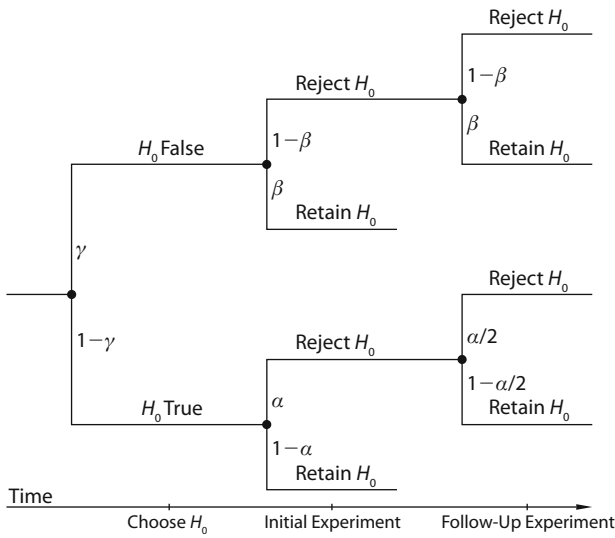 Reject H₀
1−β
Reject H₀
β
1−β
H₀ False
Retain H₀
β
Retain H₀
γ
Reject H₀
1−γ
α/2
Reject H₀
1−α/2
α
H₀ True
Retain H₀
1−α
Retain H₀
Time
Choose H₀ Initial Experiment Follow-Up Experiment